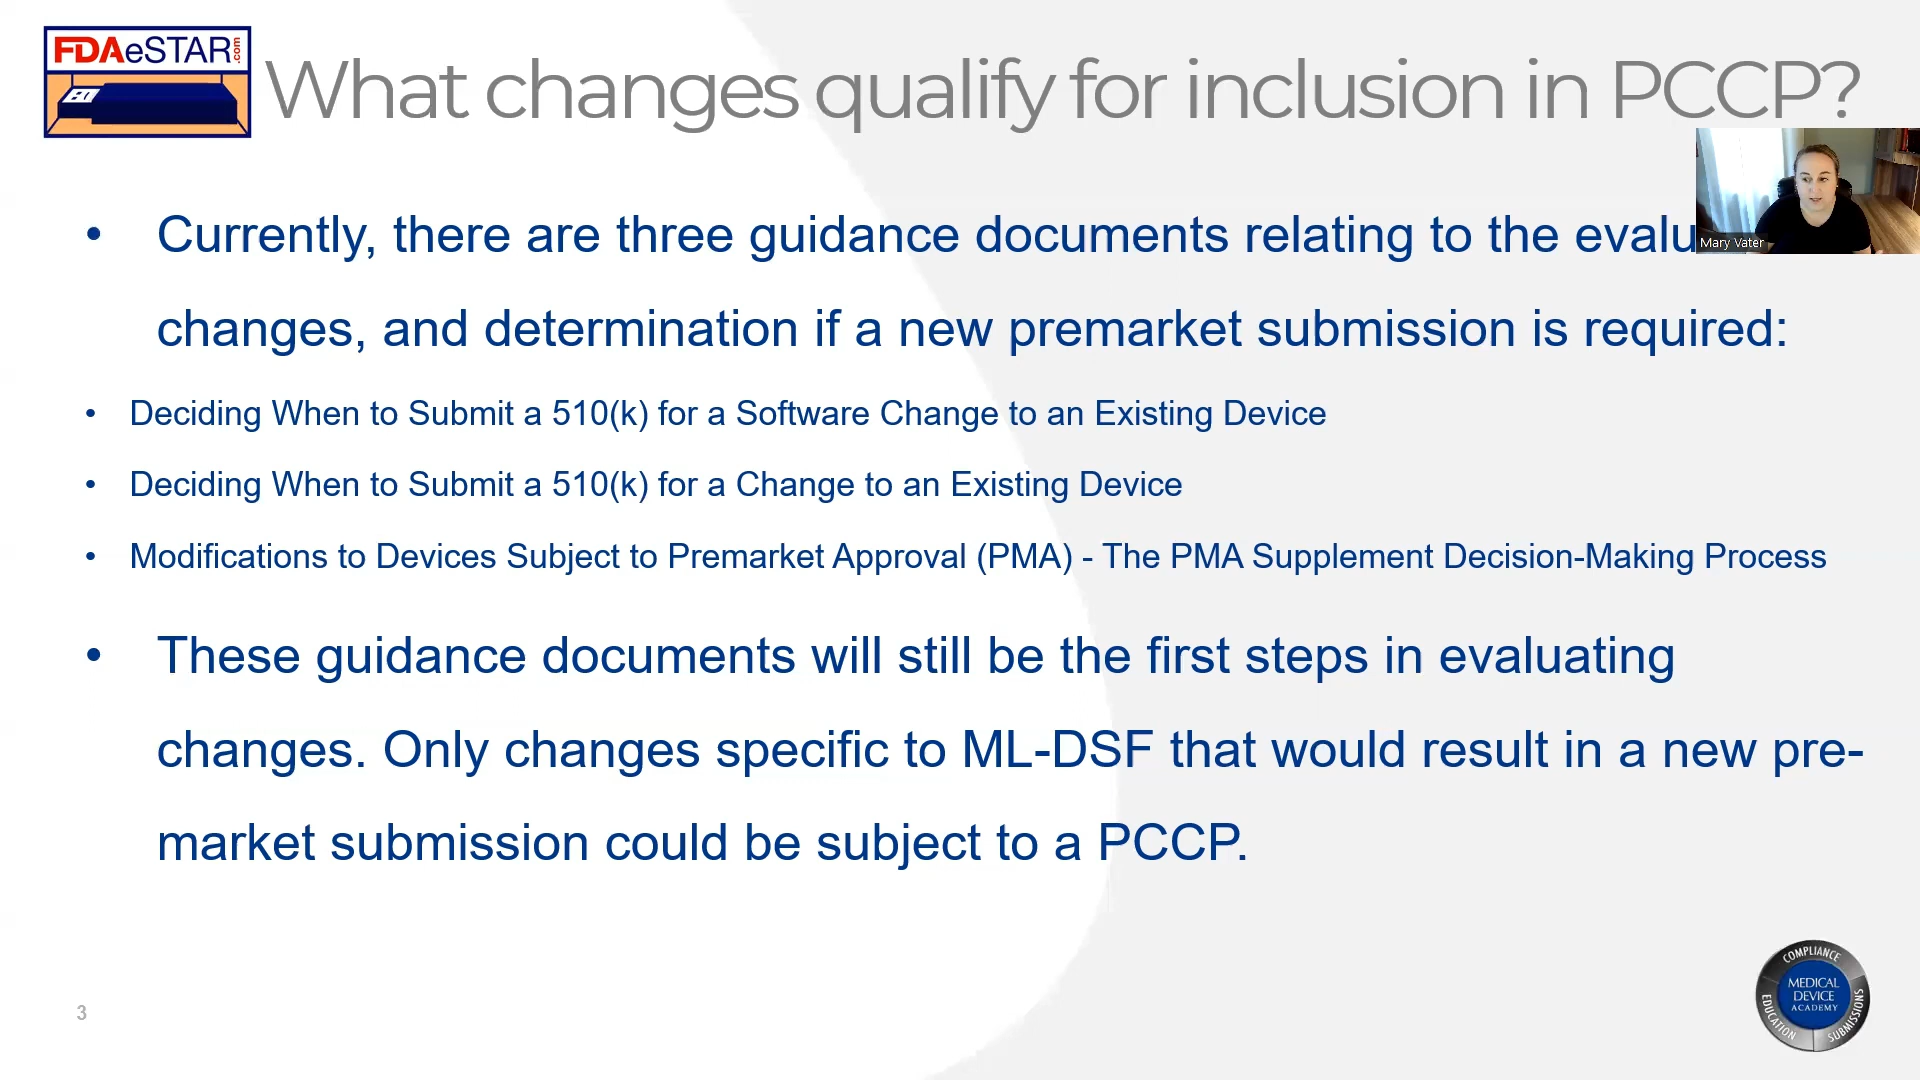 FDAeSTAR.com
What changes qualify for inclusion in PCCP?
Mary Vater
• Currently, there are three guidance documents relating to the evalu
changes, and determination if a new premarket submission is required:
• Deciding When to Submit a 510(k) for a Software Change to an Existing Device
• Deciding When to Submit a 510(k) for a Change to an Existing Device
• Modifications to Devices Subject to Premarket Approval (PMA) - The PMA Supplement Decision-Making Process
• These guidance documents will still be the first steps in evaluating
changes. Only changes specific to ML-DSF that would result in a new pre-
market submission could be subject to a PCCP.
3
COMPLIANCE
MEDICAL
DEVICE
ACADEMY
EDUCATION
SUBMISSIONS